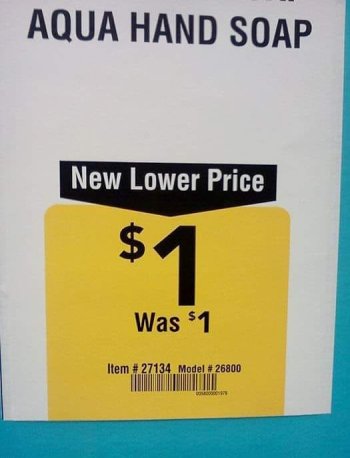 AQUA HAND SOAP
New Lower Price
$1
Was $1
Item # 27134 Model # 26800